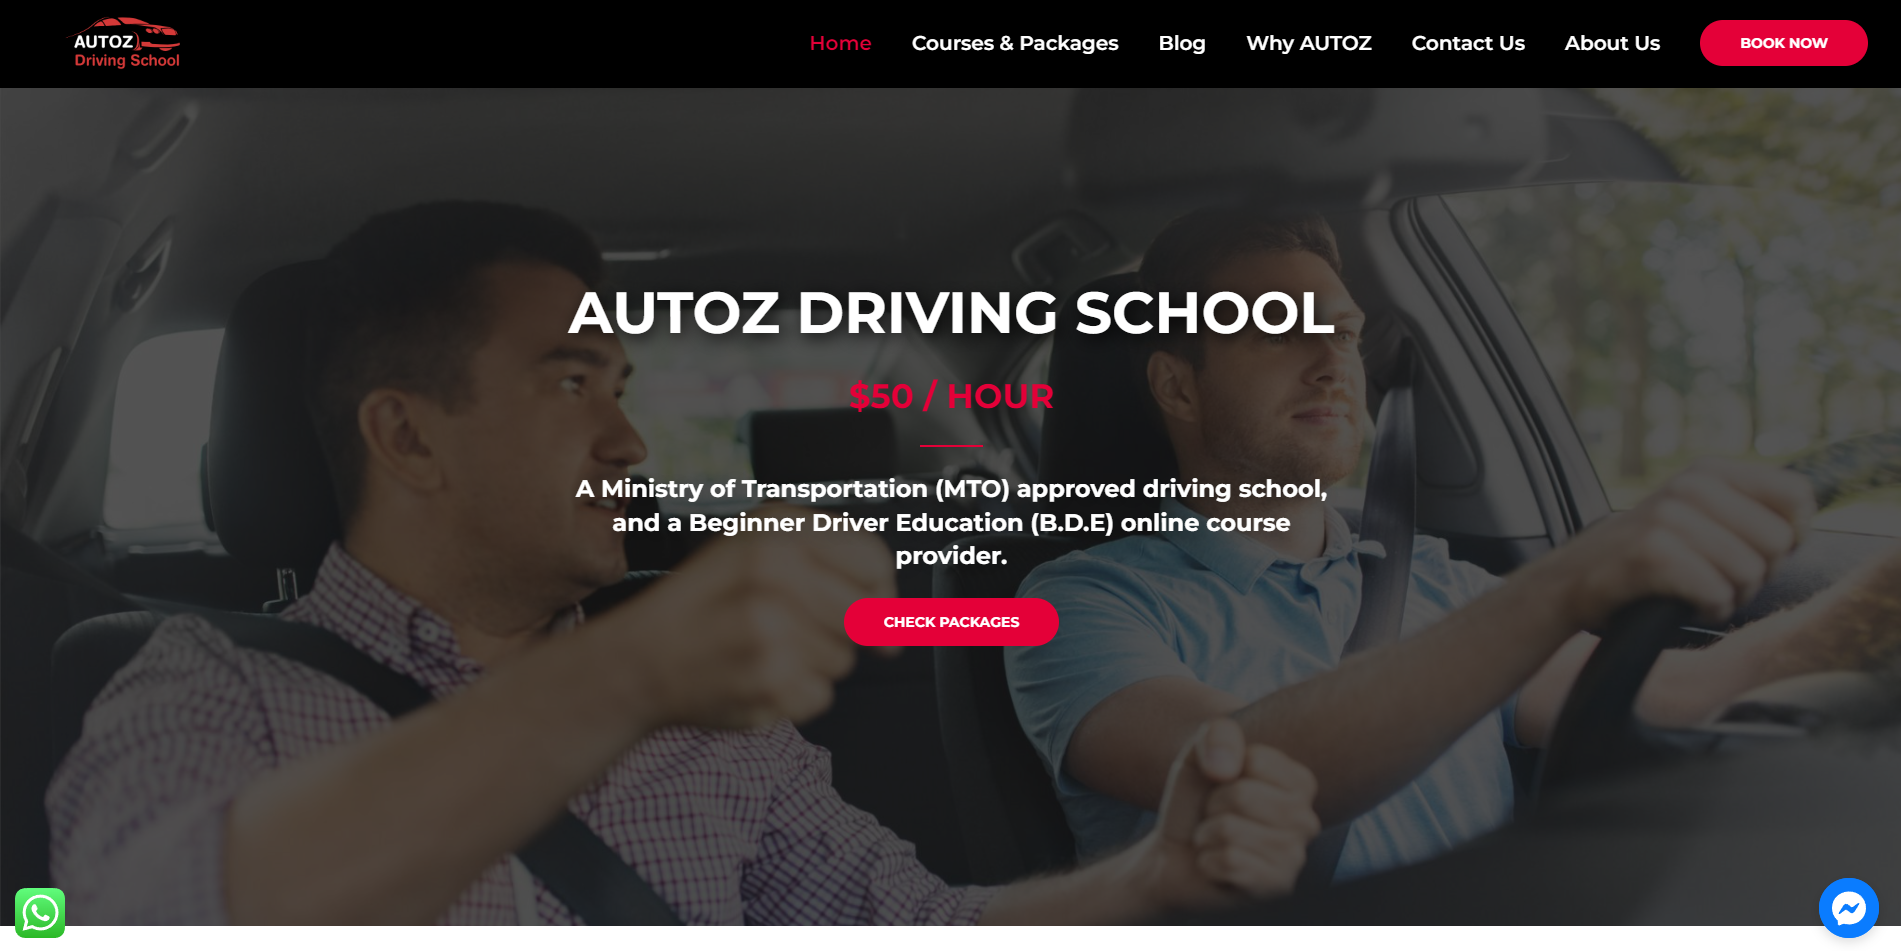 AUTOZ
Driving School
Home
Courses & Packages
Blog
Why AUTOZ
Contact Us
About Us
BOOK NOW
AUTOZ DRIVING SCHOOL
$50 / HOUR
A Ministry of Transportation (MTO) approved driving school,
and a Beginner Driver Education (B.D.E) online course
provider.
CHECK PACKAGES